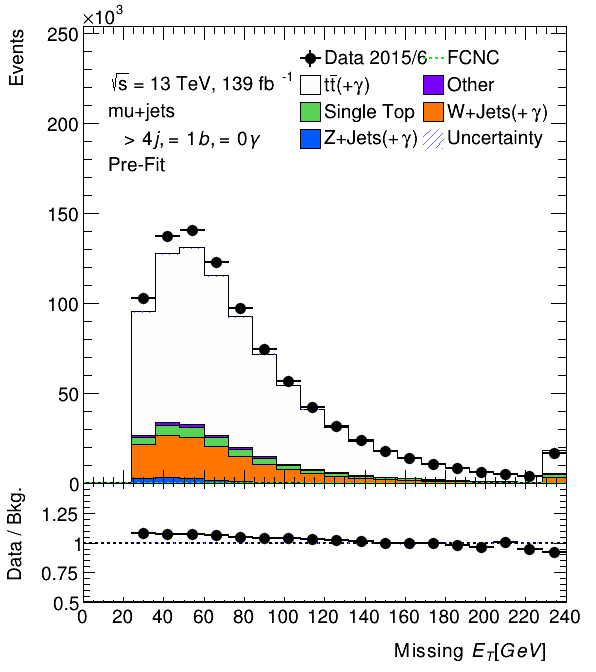 ×10³
Events
250
200
150
100
50
0
√s = 13 TeV, 139 fb⁻¹
mu+jets
> 4j, = 1b, = 0γ
Pre-Fit
Data 2015/6
FCNC
tt̄(+γ)
Other
Single Top
W+Jets(+γ)
Z+Jets(+γ)
Uncertainty
Data / Bkg.
1.25
1
0.75
0.5
0 20 40 60 80 100 120 140 160 180 200 220 240
Missing E_T[GeV]